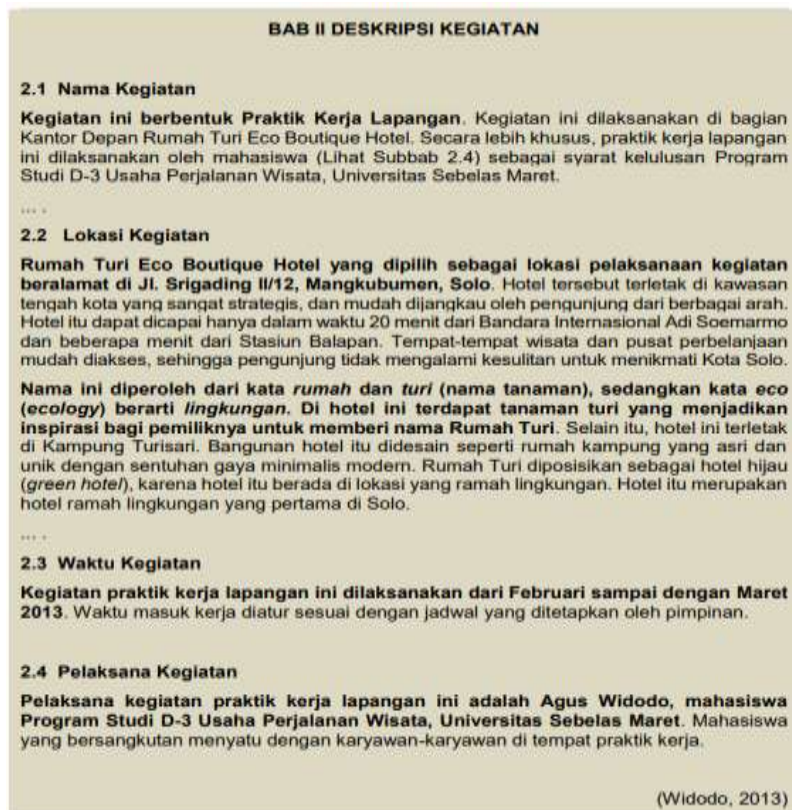 BAB II DESKRIPSI KEGIATAN
2.1 Nama Kegiatan
Kegiatan ini berbentuk Praktik Kerja Lapangan. Kegiatan ini dilaksanakan di bagian
Kantor Depan Rumah Turi Eco Boutique Hotel. Secara lebih khusus, praktik kerja lapangan
ini dilaksanakan oleh mahasiswa (Lihat Subbab 2.4) sebagai syarat kelulusan Program
Studi D-3 Usaha Perjalanan Wisata, Universitas Sebelas Maret.
... .
2.2 Lokasi Kegiatan
Rumah Turi Eco Boutique Hotel yang dipilih sebagai lokasi pelaksanaan kegiatan
beralamat di Jl. Srigading II/12, Mangkubumen, Solo. Hotel tersebut terletak di kawasan
tengah kota yang sangat strategis, dan mudah dijangkau oleh pengunjung dari berbagai arah.
Hotel itu dapat dicapai hanya dalam waktu 20 menit dari Bandara Internasional Adi Soemarmo
dan beberapa menit dari Stasiun Balapan. Tempat-tempat wisata dan pusat perbelanjaan
mudah diakses, sehingga pengunjung tidak mengalami kesulitan untuk menikmati Kota Solo.
Nama ini diperoleh dari kata rumah dan turi (nama tanaman), sedangkan kata eco
(ecology) berarti lingkungan. Di hotel ini terdapat tanaman turi yang menjadikan
inspirasi bagi pemiliknya untuk memberi nama Rumah Turi. Selain itu, hotel ini terletak
di Kampung Turisari. Bangunan hotel itu didesain seperti rumah kampung yang asri dan
unik dengan sentuhan gaya minimalis modern. Rumah Turi diposisikan sebagai hotel hijau
(green hotel), karena hotel itu berada di lokasi yang ramah lingkungan. Hotel itu merupakan
hotel ramah lingkungan yang pertama di Solo.
... .
2.3 Waktu Kegiatan
Kegiatan praktik kerja lapangan ini dilaksanakan dari Februari sampai dengan Maret
2013. Waktu masuk kerja diatur sesuai dengan jadwal yang ditetapkan oleh pimpinan.
2.4 Pelaksana Kegiatan
Pelaksana kegiatan praktik kerja lapangan ini adalah Agus Widodo, mahasiswa
Program Studi D-3 Usaha Perjalanan Wisata, Universitas Sebelas Maret. Mahasiswa
yang bersangkutan menyatu dengan karyawan-karyawan di tempat praktik kerja.
(Widodo, 2013)